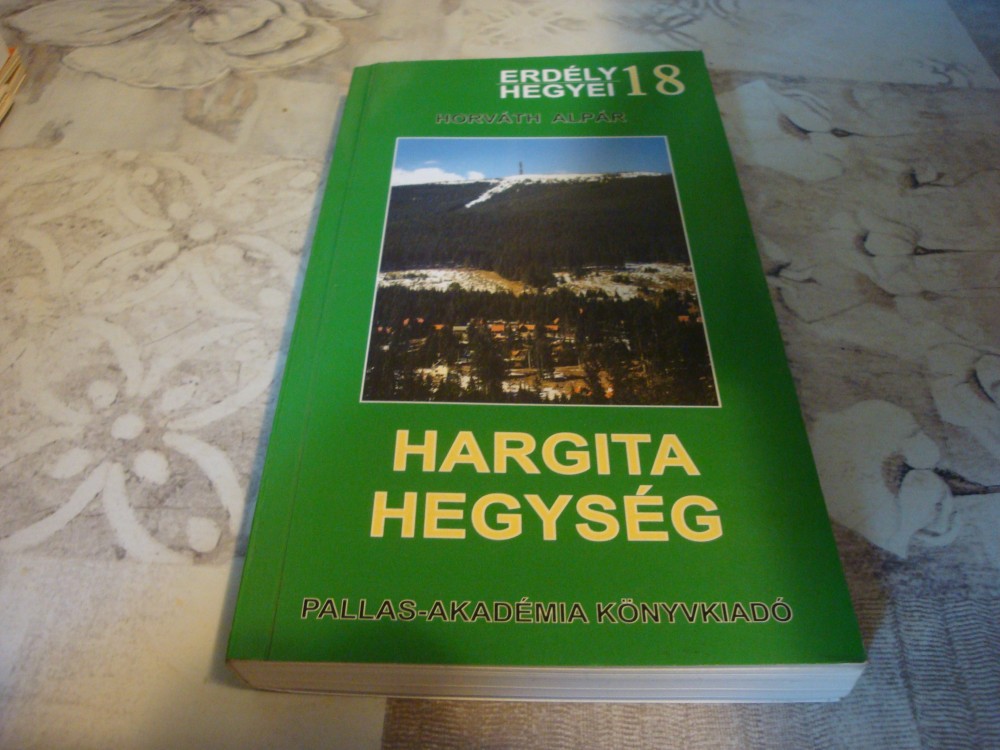 ERDÉLY
HEGYEI 18
HORVÁTH ALPÁR
HARGITA
HEGYSÉG
PALLAS-AKADÉMIA KÖNYVKIADÓ